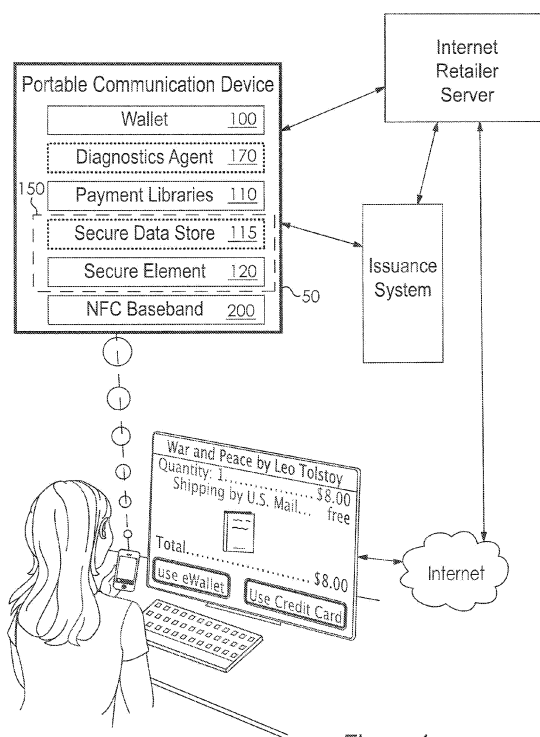 Internet
Retailer
Server
Portable Communication Device
Wallet 100
Diagnostics Agent 170
150
Payment Libraries 110
Secure Data Store 115
Secure Element 120
50
NFC Baseband 200
Issuance
System
War and Peace by Leo Tolstoy
Quantity: 1............... $8.00
Shipping by U.S. Mail... free
Total........................ $8.00
use eWallet
Use Credit Card
Internet